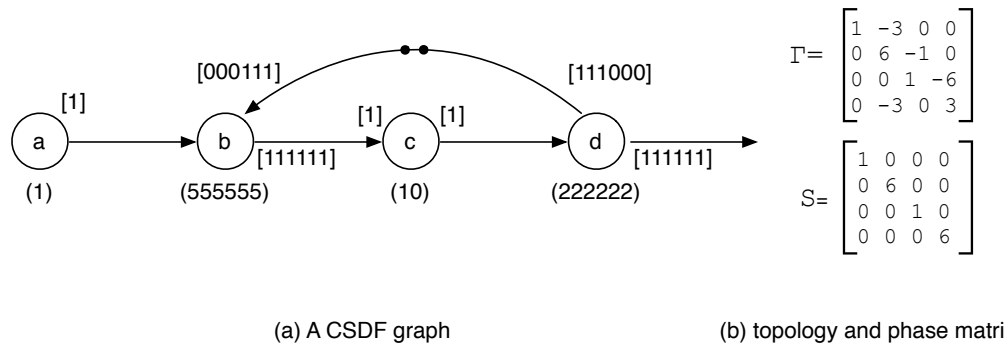 [1]
[000111]
[111000]
[1]
[1]
a
b
c
d
[111111]
[111111]
(1)
(555555)
(10)
(222222)
Γ=
1 -3 0 0
0 6 -1 0
0 0 1 -6
0 -3 0 3
S=
1 0 0 0
0 6 0 0
0 0 1 0
0 0 0 6
(a) A CSDF graph
(b) topology and phase matri